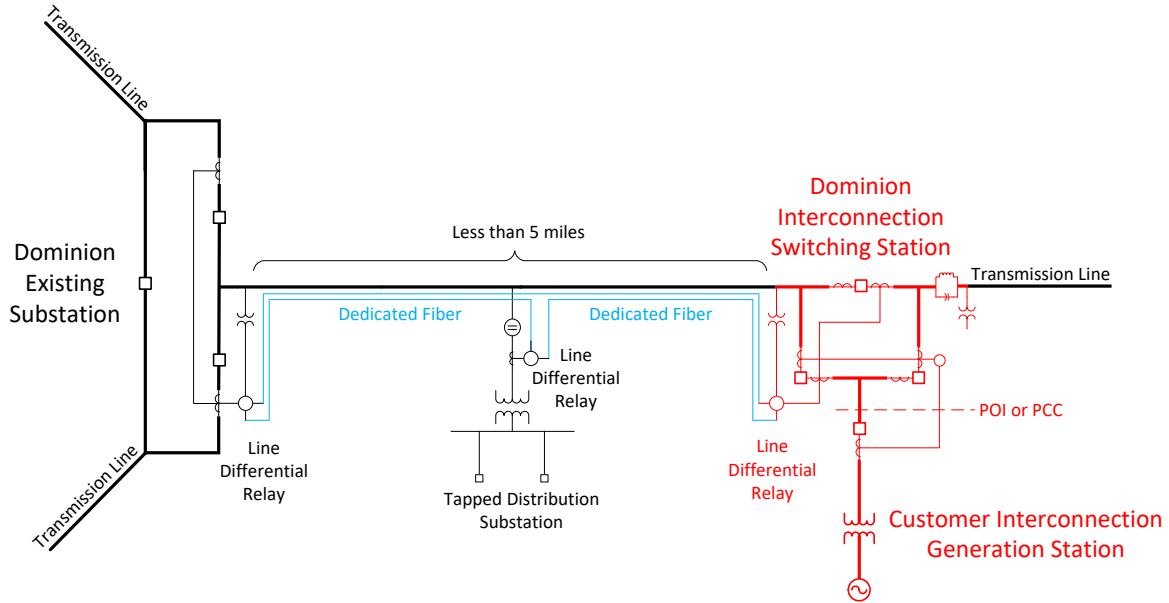 Transmission Line
Dominion
Interconnection
Switching Station
Less than 5 miles
Dominion
Existing
Substation
Transmission Line
Dedicated Fiber
Dedicated Fiber
Line
Differential
Relay
POI or PCC
Line
Differential
Relay
Line
Differential
Relay
Tapped Distribution
Substation
Transmission Line
Customer Interconnection
Generation Station